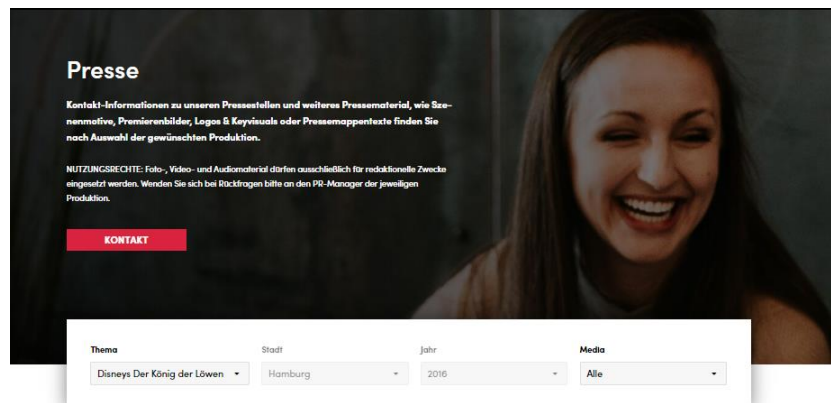 Presse
Kontakt-Informationen zu unseren Pressestellen und weiteres Pressematerial, wie Sze-
nenmotive, Premierenbilder, Logos & Keyvisuals oder Pressemappentexte finden Sie
nach Auswahl der gewünschten Produktion.
NUTZUNGSRECHTE: Foto-, Video- und Audiomaterial dürfen ausschließlich für redaktionelle Zwecke
eingesetzt werden. Wenden Sie sich bei Rückfragen bitte an den PR-Manager der jeweiligen
Produktion.
KONTAKT
Thema Stadt Jahr Media
Disneys Der König der Löwen Hamburg 2016 Alle